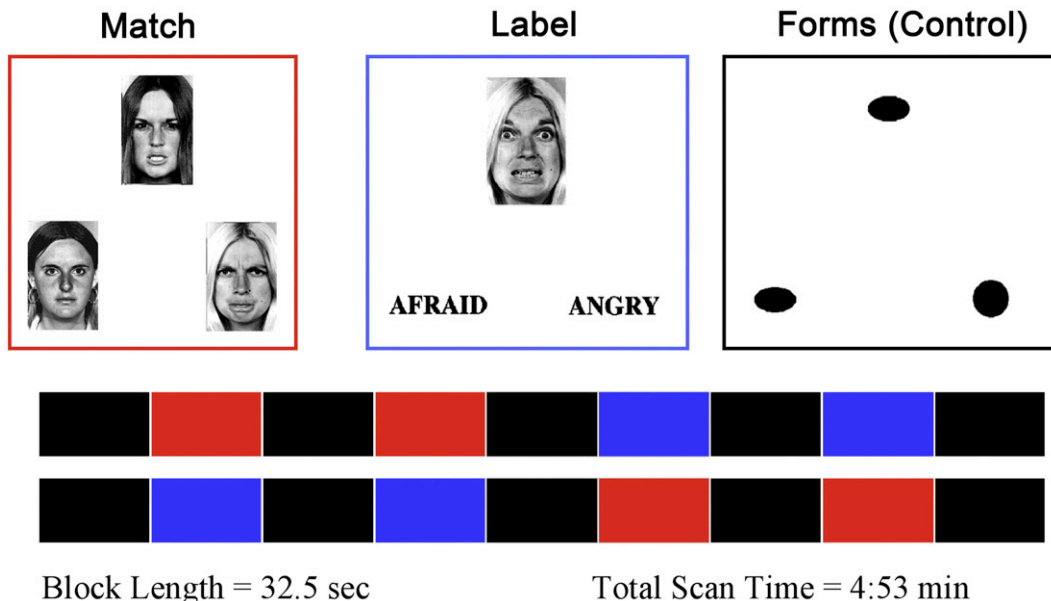 Match Label Forms (Control)
AFRAID ANGRY
Block Length = 32.5 sec Total Scan Time = 4:53 min